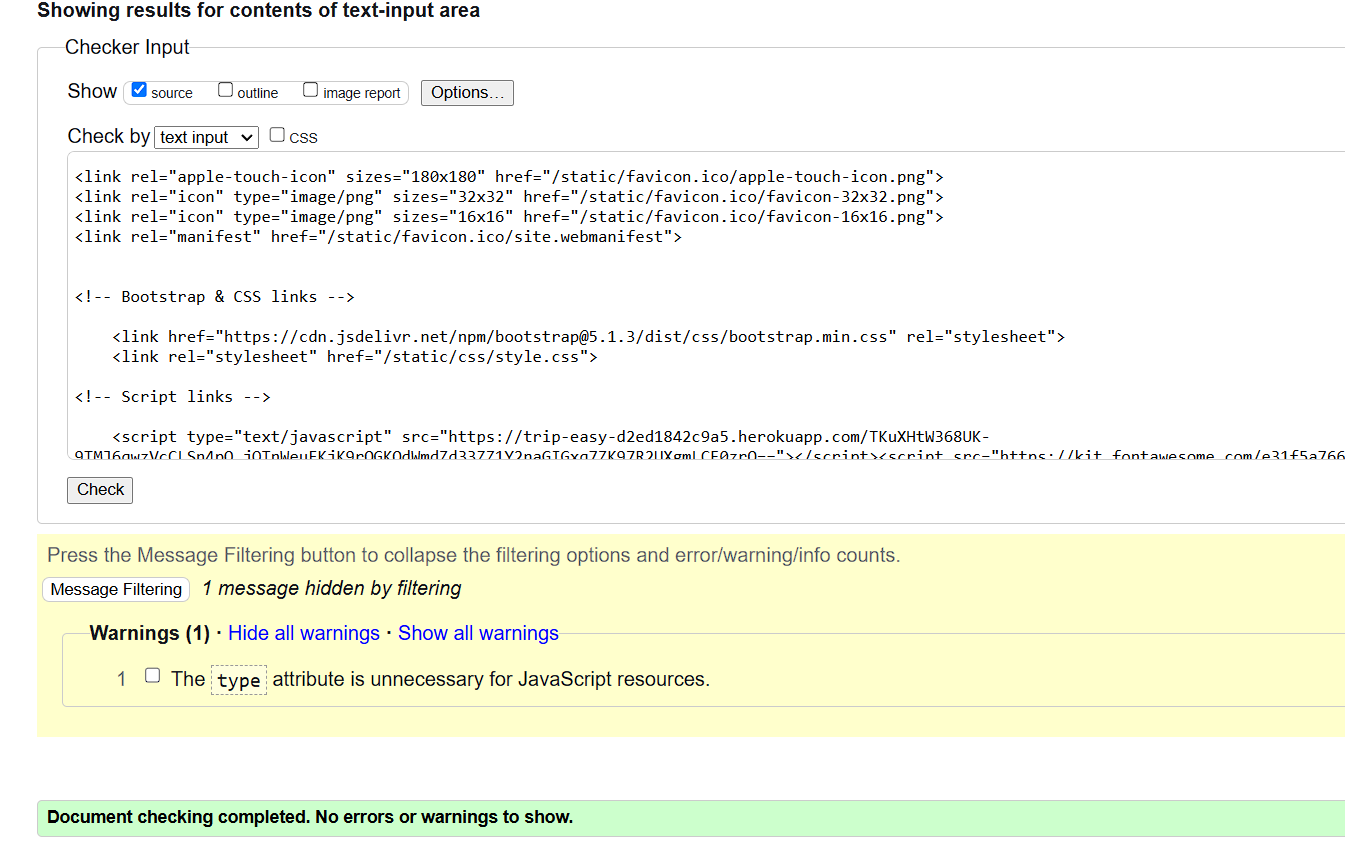 Showing results for contents of text-input area
Checker Input
Show source outline image report Options...
Check by text input CSS
<link rel="apple-touch-icon" sizes="180x180" href="/static/favicon.ico/apple-touch-icon.png">
<link rel="icon" type="image/png" sizes="32x32" href="/static/favicon.ico/favicon-32x32.png">
<link rel="icon" type="image/png" sizes="16x16" href="/static/favicon.ico/favicon-16x16.png">
<link rel="manifest" href="/static/favicon.ico/site.webmanifest">
<!-- Bootstrap & CSS links -->
<link href="https://cdn.jsdelivr.net/npm/bootstrap@5.1.3/dist/css/bootstrap.min.css" rel="stylesheet">
<link rel="stylesheet" href="/static/css/style.css">
<!-- Script links -->
<script type="text/javascript" src="https://trip-easy-d2ed1842c9a5.herokuapp.com/TKuXHtW368UK-
></script><script src="https://kit.fontawesome.com/e31f5a766
Check
Press the Message Filtering button to collapse the filtering options and error/warning/info counts.
Message Filtering 1 message hidden by filtering
Warnings (1) · Hide all warnings · Show all warnings
1 The type attribute is unnecessary for JavaScript resources.
Document checking completed. No errors or warnings to show.